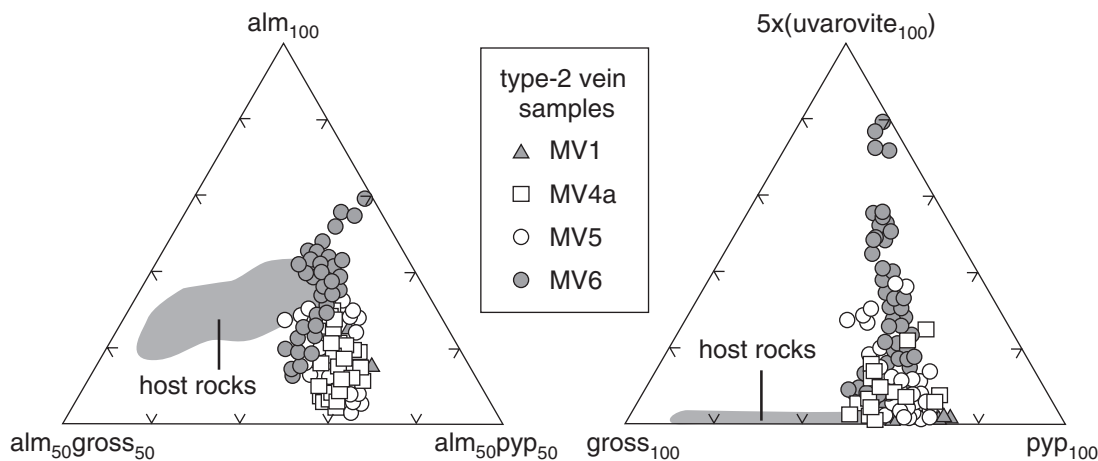 alm₁₀₀
alm₅₀gross₅₀
alm₅₀pyp₅₀
host rocks
type-2 vein
samples
MV1
MV4a
MV5
MV6
5x(uvarovite₁₀₀)
host rocks
gross₁₀₀
pyp₁₀₀